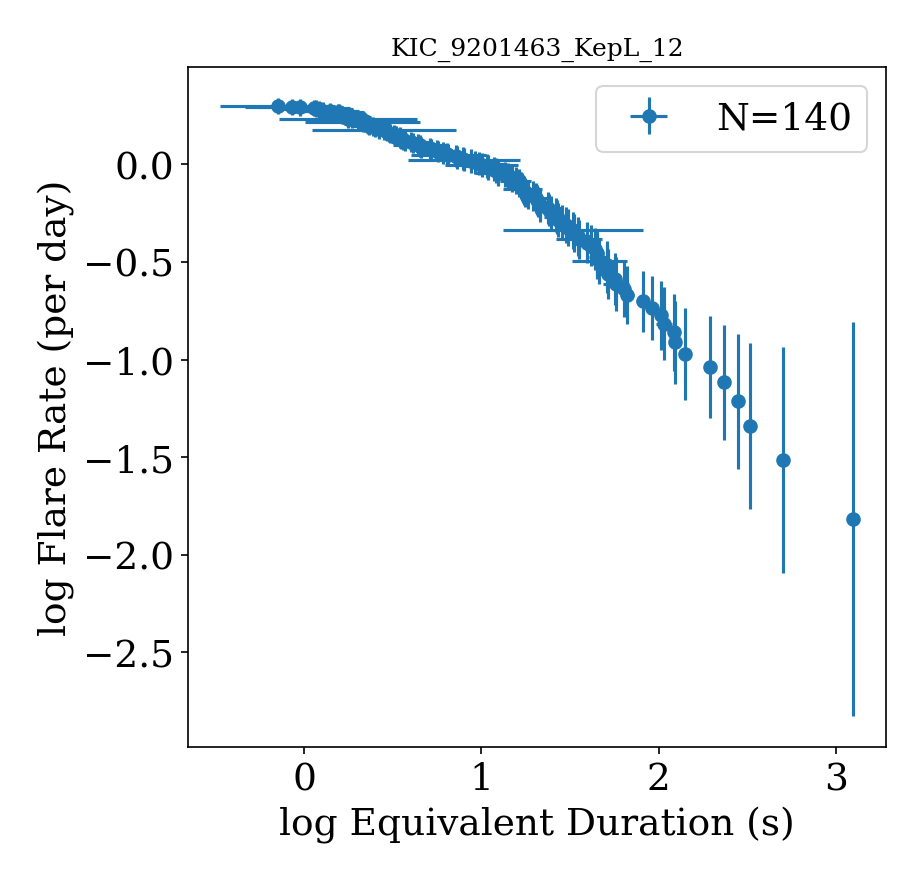 KIC_9201463_KepL_12
N=140
log Flare Rate (per day)
0.0
−0.5
−1.0
−1.5
−2.0
−2.5
0 1 2 3
log Equivalent Duration (s)